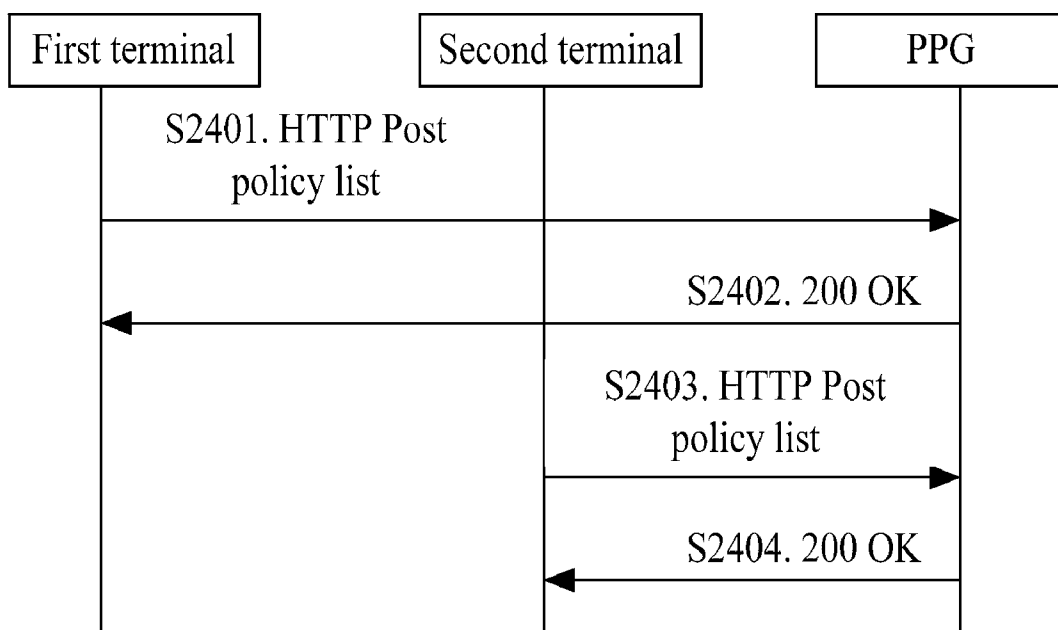 First terminal
Second terminal
PPG
S2401. HTTP Post
policy list
S2402. 200 OK
S2403. HTTP Post
policy list
S2404. 200 OK